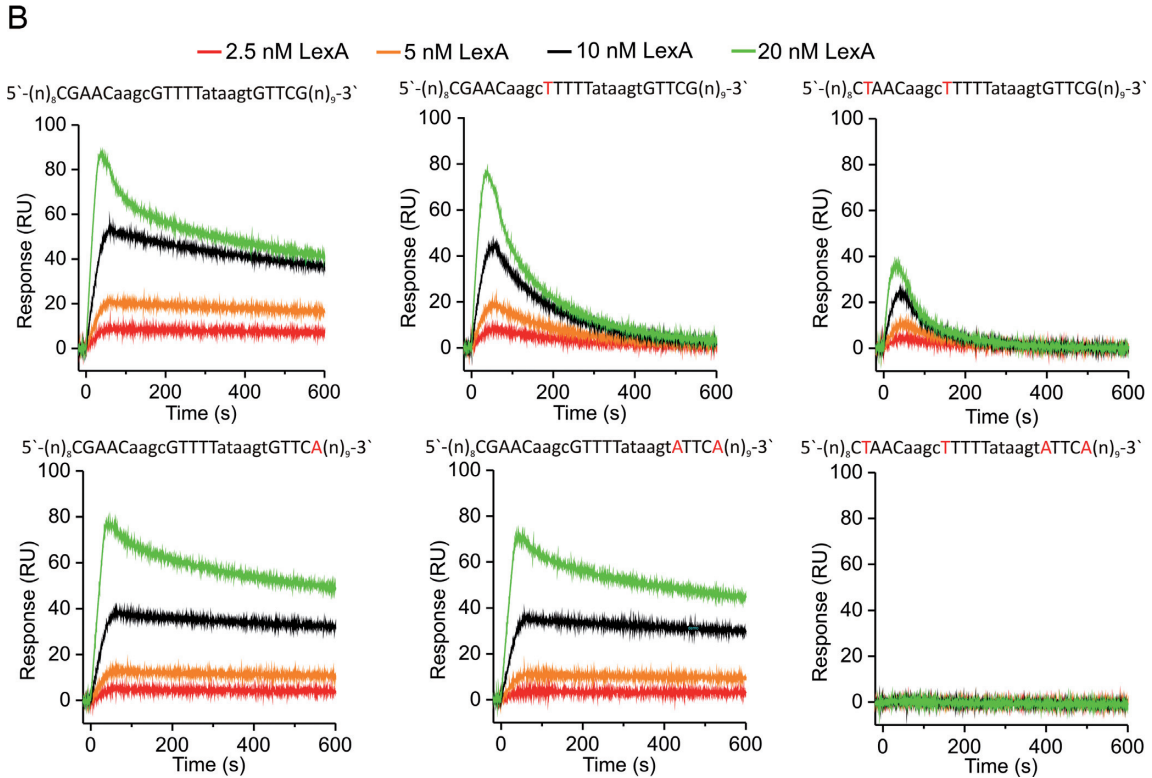 B
2.5 nM LexA 5 nM LexA 10 nM LexA 20 nM LexA
5`-(n)₈CGAACaagcGTTTTataagtGTTCG(n)₉-3`
5`-(n)₈CGAACaagcTTTTTataagtGTTCG(n)₉-3`
5`-(n)₈CTAACaagcTTTTTataagtGTTCG(n)₉-3`
Response (RU)
100
80
60
40
20
0
0 200 400 600
Time (s)
Response (RU)
100
80
60
40
20
0
0 200 400 600
Time (s)
Response (RU)
100
80
60
40
20
0
0 200 400 600
Time (s)
5`-(n)₈CGAACaagcGTTTTataagtGTTCA(n)₉-3`
5`-(n)₈CGAACaagcGTTTTataagtATTCA(n)₉-3`
5`-(n)₈CTAACaagcTTTTTataagtATTCA(n)₉-3`
Response (RU)
100
80
60
40
20
0
0 200 400 600
Time (s)
Response (RU)
100
80
60
40
20
0
0 200 400 600
Time (s)
Response (RU)
100
80
60
40
20
0
0 200 400 600
Time (s)